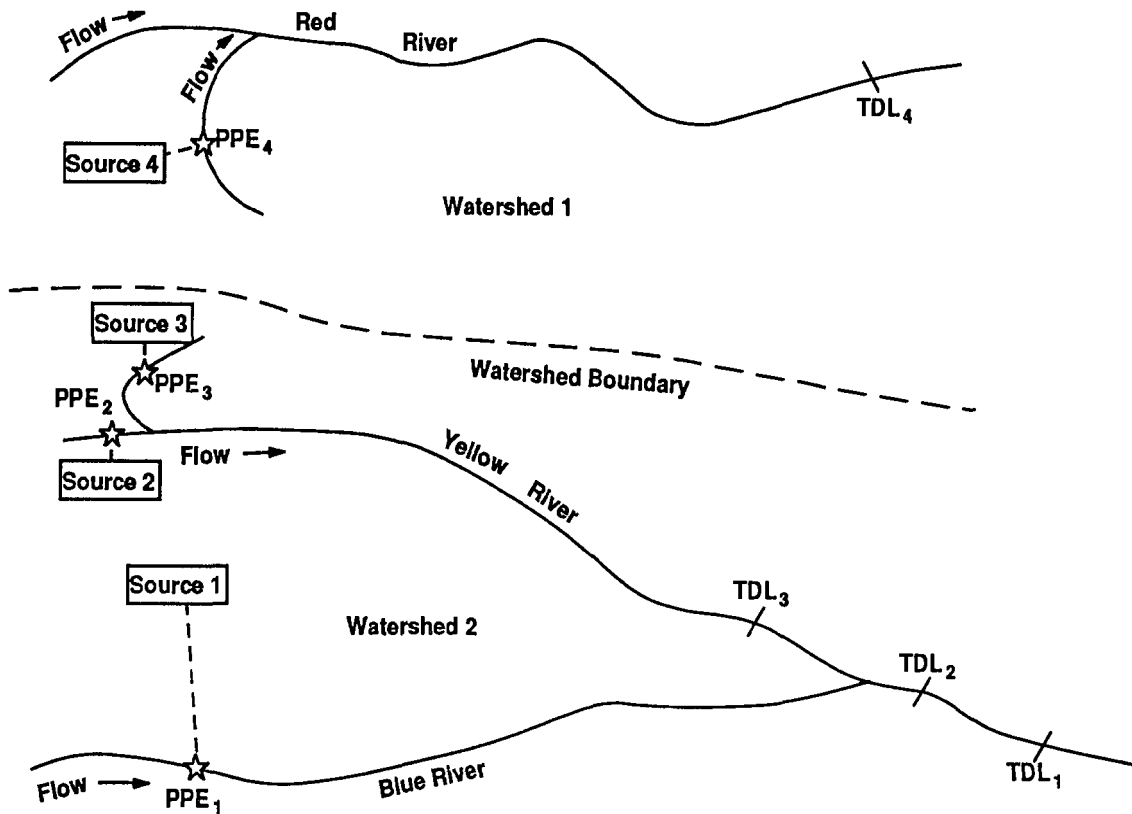 Flow
Red
River
Flow
TDL4
PPE4
Source 4
Watershed 1
Source 3
Watershed Boundary
PPE3
PPE2
Flow
Yellow
River
Source 2
Source 1
TDL3
Watershed 2
TDL2
TDL1
Blue River
Flow
PPE1